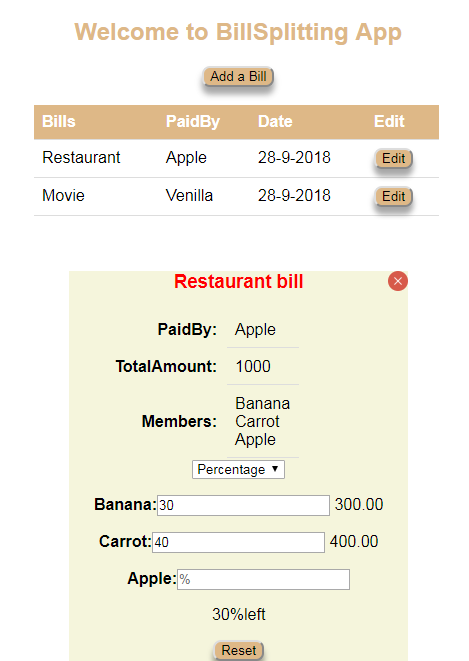 Welcome to BillSplitting App
Add a Bill
Bills PaidBy Date Edit
Restaurant Apple 28-9-2018 Edit
Movie Venilla 28-9-2018 Edit
Restaurant bill
PaidBy: Apple
TotalAmount: 1000
Members: Banana
Carrot
Apple
Percentage
Banana: 30 300.00
Carrot: 40 400.00
Apple: %
30%left
Reset